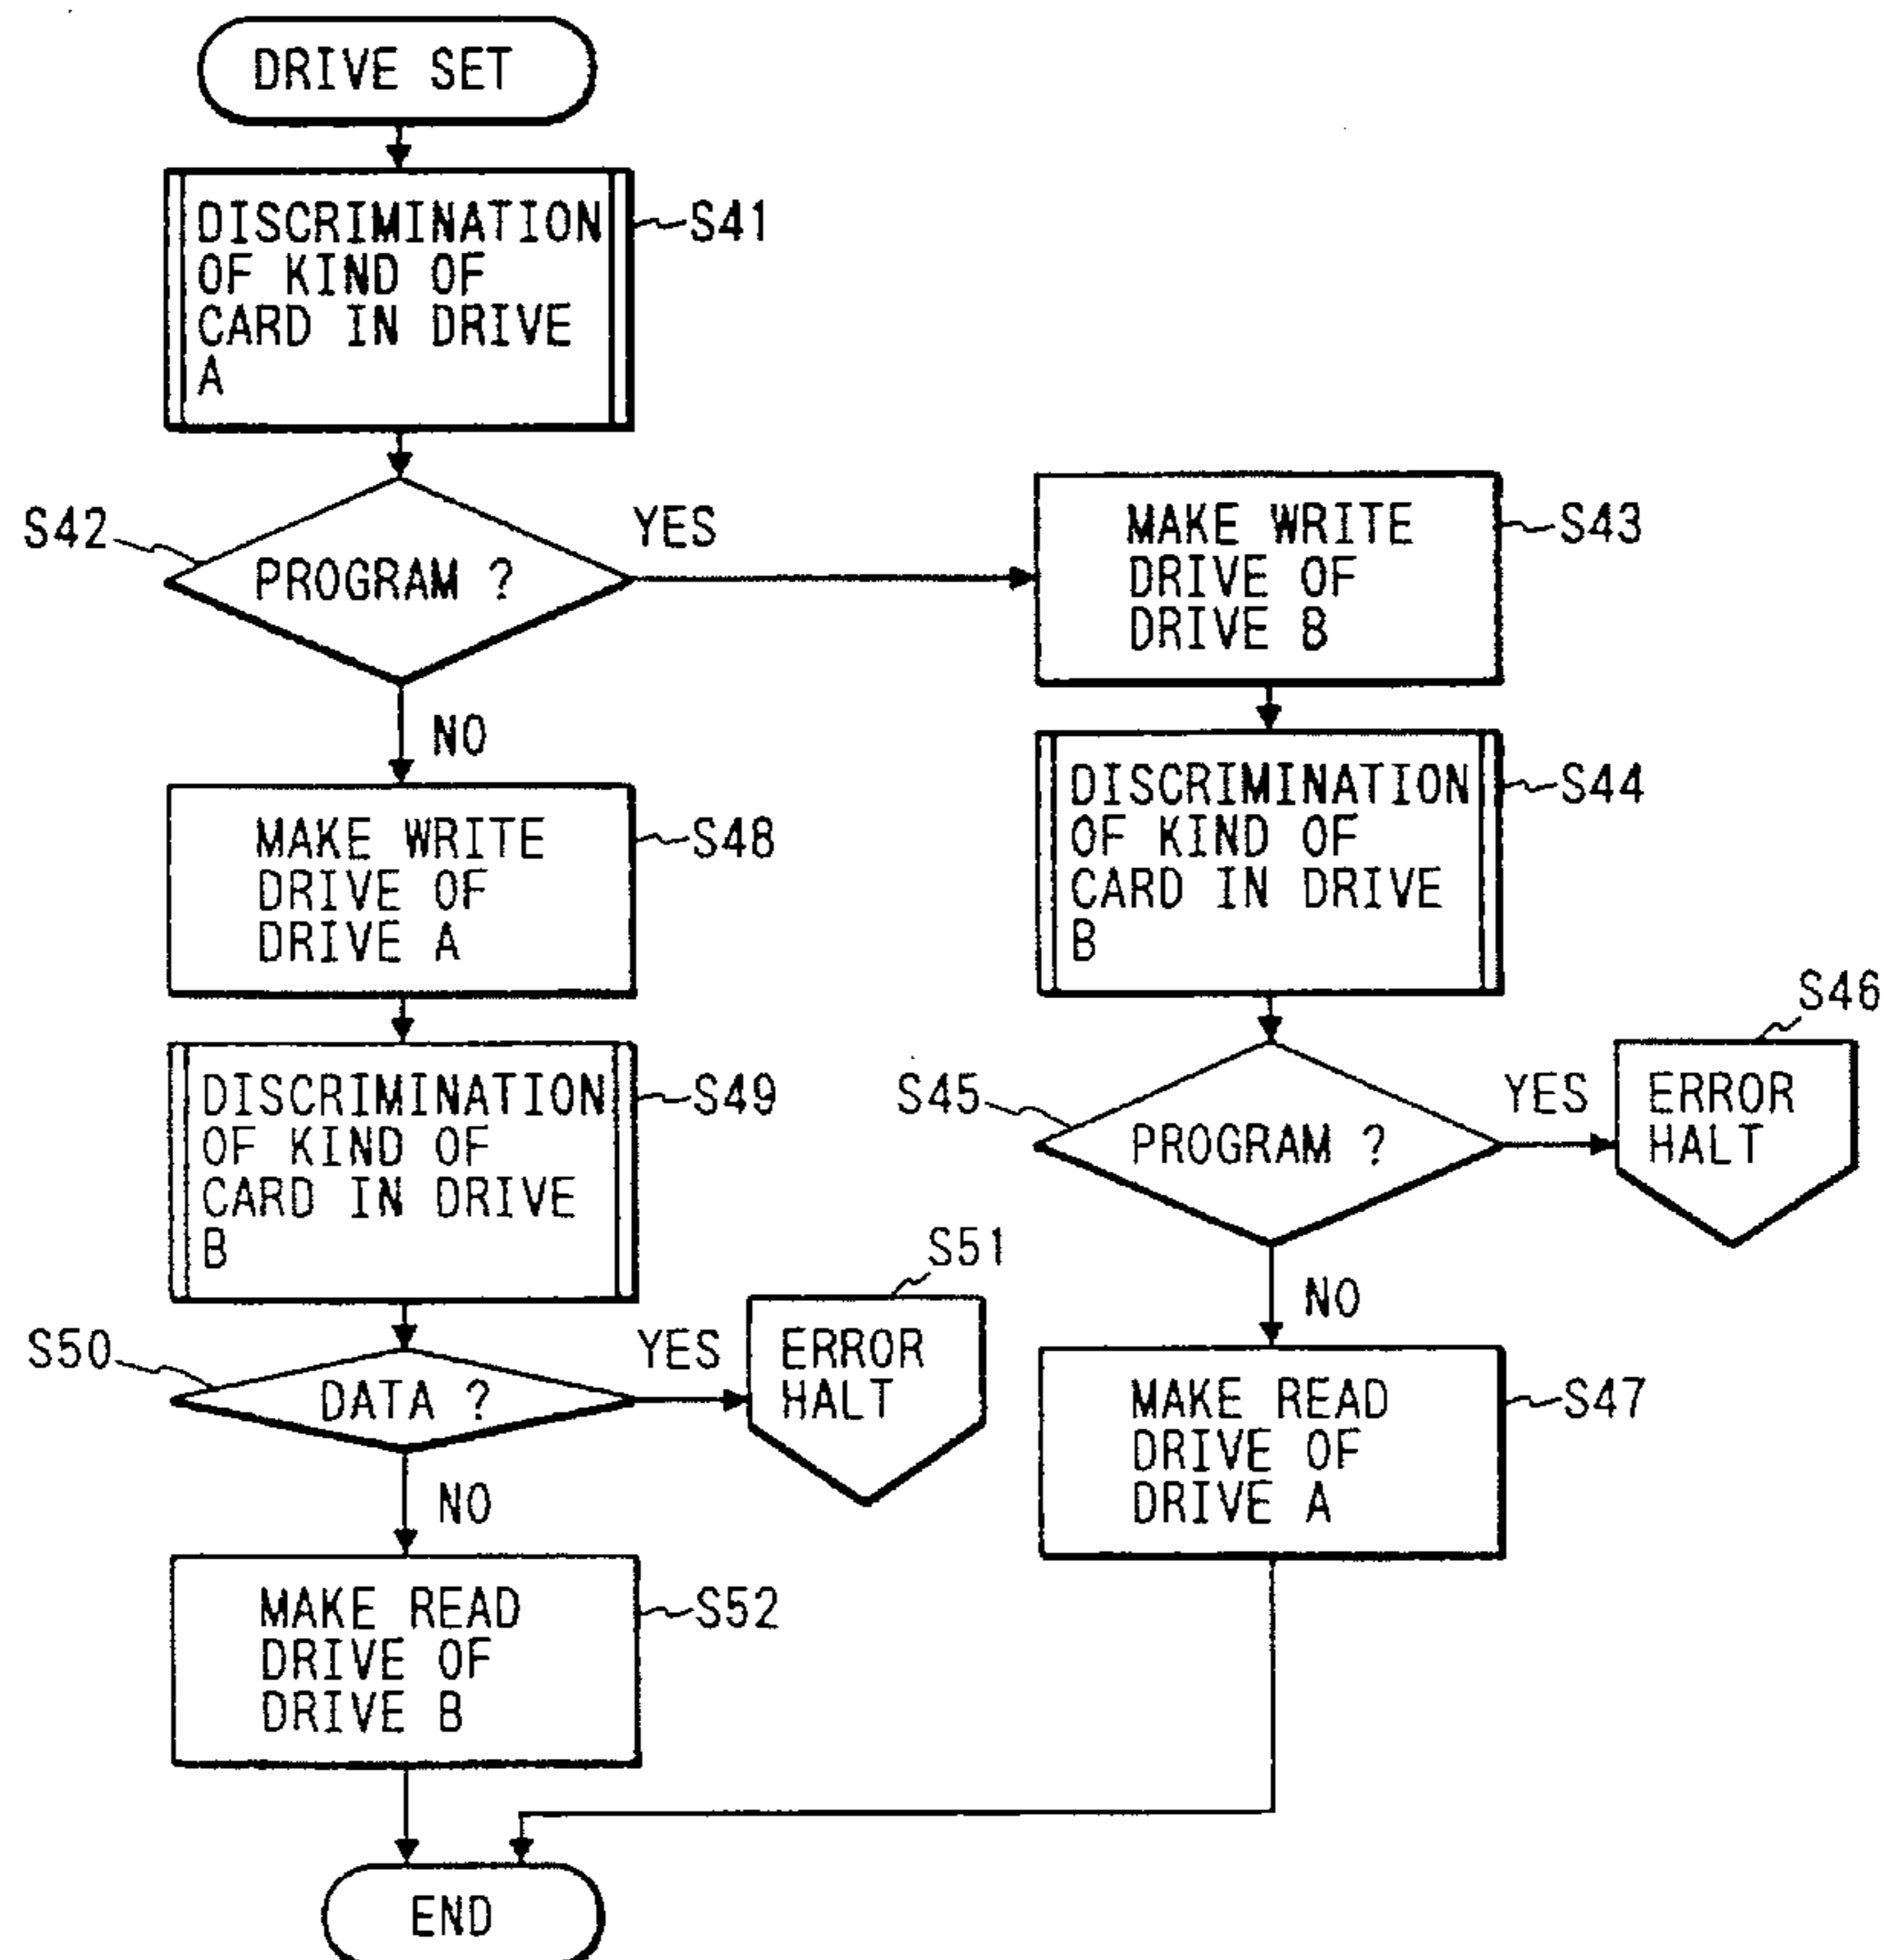 DRIVE SET
DISCRIMINATION
OF KIND OF
CARD IN DRIVE
A
S41
S42
PROGRAM ?
YES
NO
MAKE WRITE
DRIVE OF
DRIVE B
S43
DISCRIMINATION
OF KIND OF
CARD IN DRIVE
B
S44
S45
PROGRAM ?
YES
NO
S46
ERROR
HALT
MAKE READ
DRIVE OF
DRIVE A
S47
MAKE WRITE
DRIVE OF
DRIVE A
S48
DISCRIMINATION
OF KIND OF
CARD IN DRIVE
B
S49
S50
DATA ?
YES
NO
S51
ERROR
HALT
MAKE READ
DRIVE OF
DRIVE B
S52
END